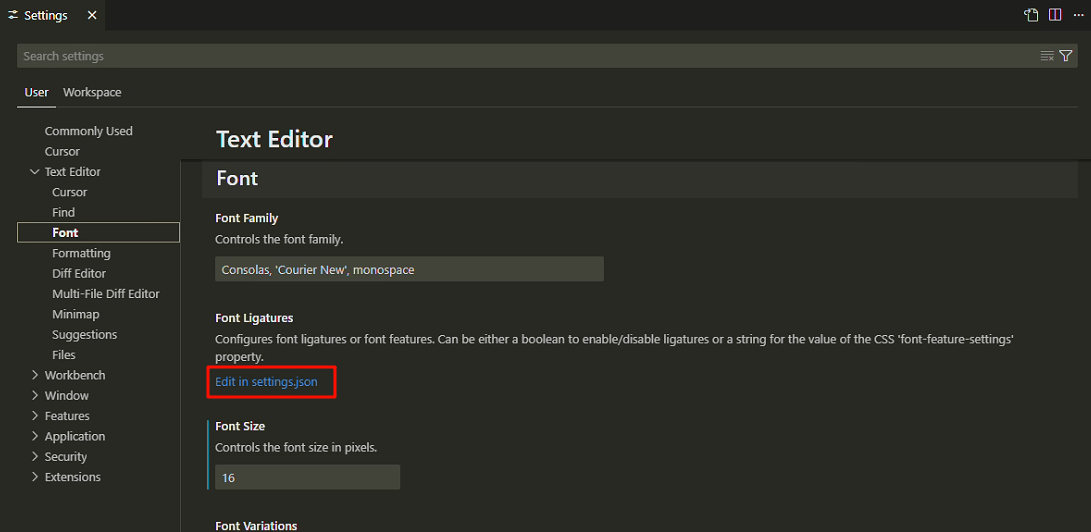 Settings
Search settings
User Workspace
Commonly Used
Cursor
Text Editor
Cursor
Find
Font
Formatting
Diff Editor
Multi-File Diff Editor
Minimap
Suggestions
Files
Workbench
Window
Features
Application
Security
Extensions
Text Editor
Font
Font Family
Controls the font family.
Consolas, 'Courier New', monospace
Font Ligatures
Configures font ligatures or font features. Can be either a boolean to enable/disable ligatures or a string for the value of the CSS 'font-feature-settings'
property.
Edit in settings.json
Font Size
Controls the font size in pixels.
16
Font Variations